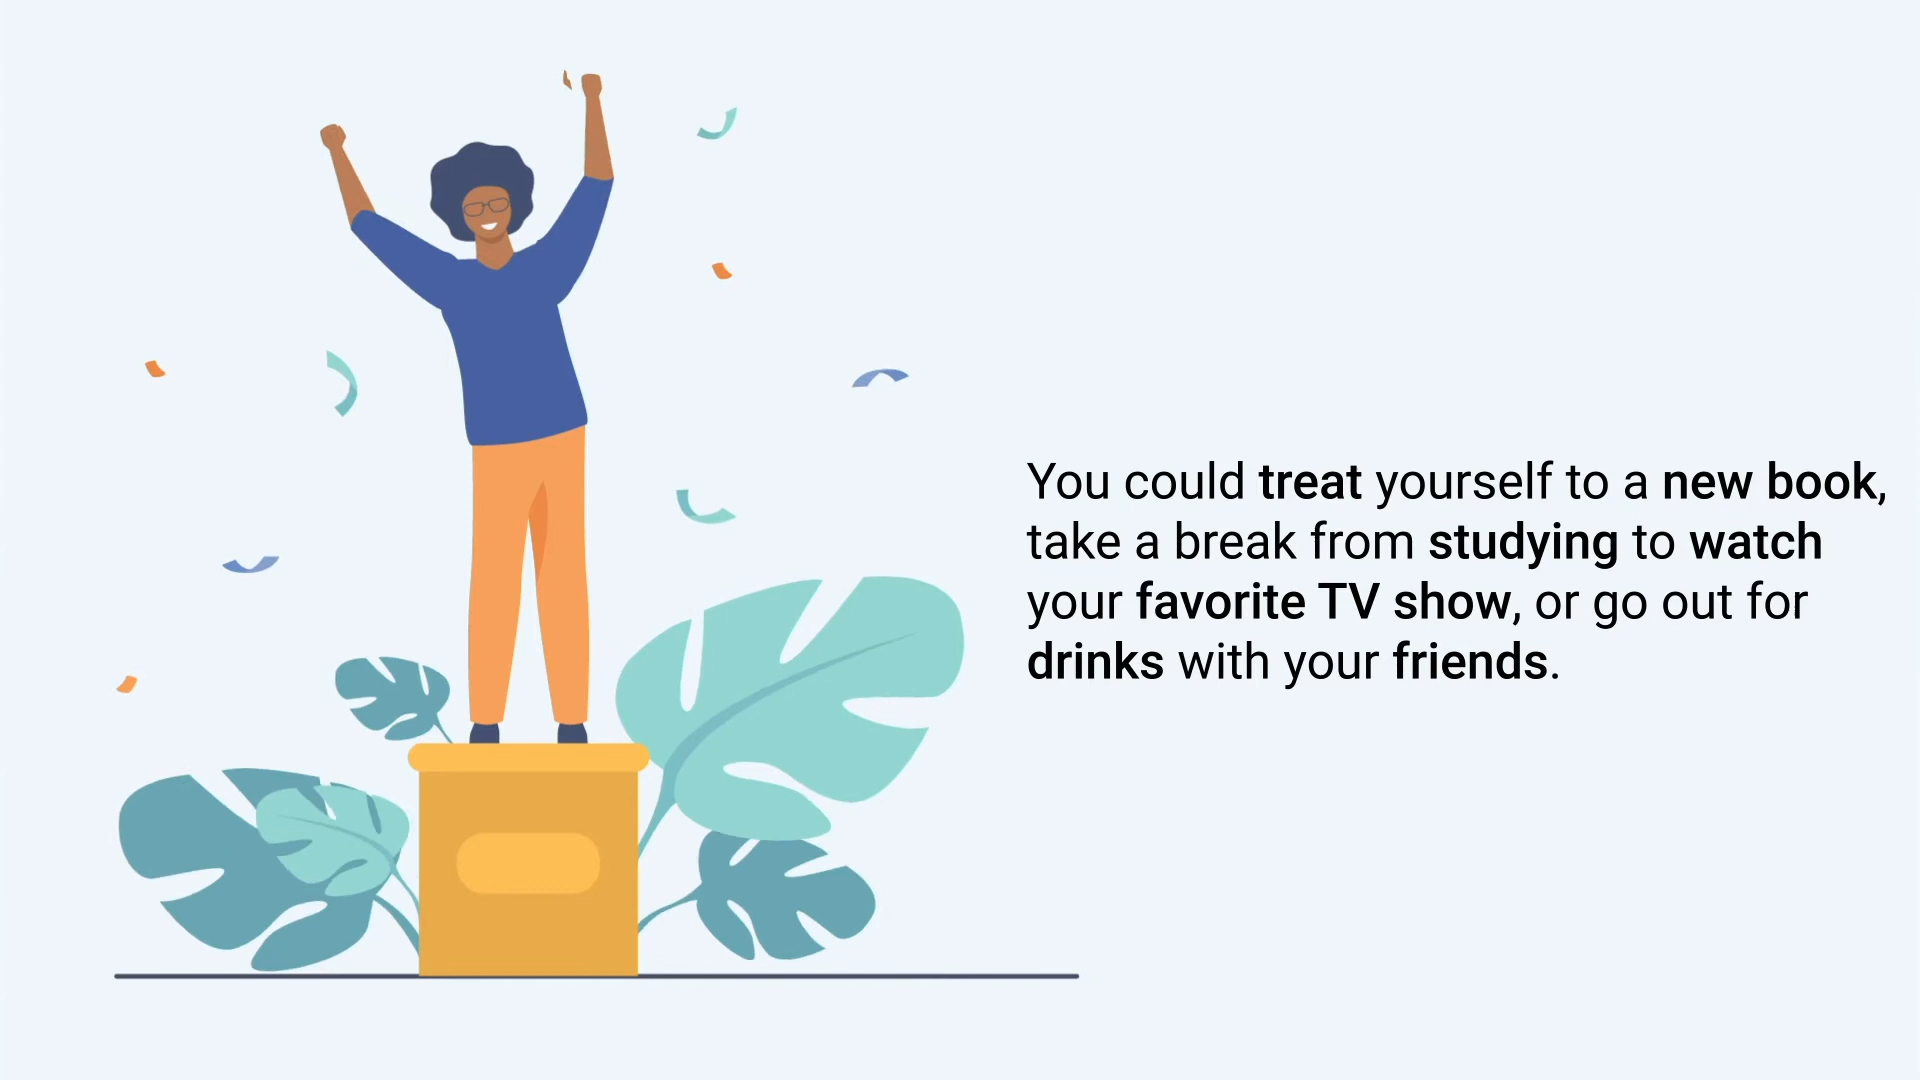 You could treat yourself to a new book,
take a break from studying to watch
your favorite TV show, or go out for
drinks with your friends.